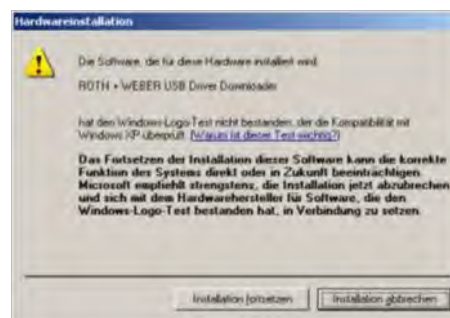 Hardwareinstallation
Die Software, die für diese Hardware installiert wird:
ROTH + WEBER USB Driver Downloader
hat den Windows-Logo-Test nicht bestanden, der die Kompatibilität mit
Windows XP überprüft. (Warum ist dieser Test wichtig?)
Das Fortsetzen der Installation dieser Software kann die korrekte
Funktion des Systems direkt oder in Zukunft beeinträchtigen.
Microsoft empfiehlt strengstens, die Installation jetzt abzubrechen
und sich mit dem Hardwarehersteller für Software, die den
Windows-Logo-Test bestanden hat, in Verbindung zu setzen.
Installation fortsetzen
Installation abbrechen